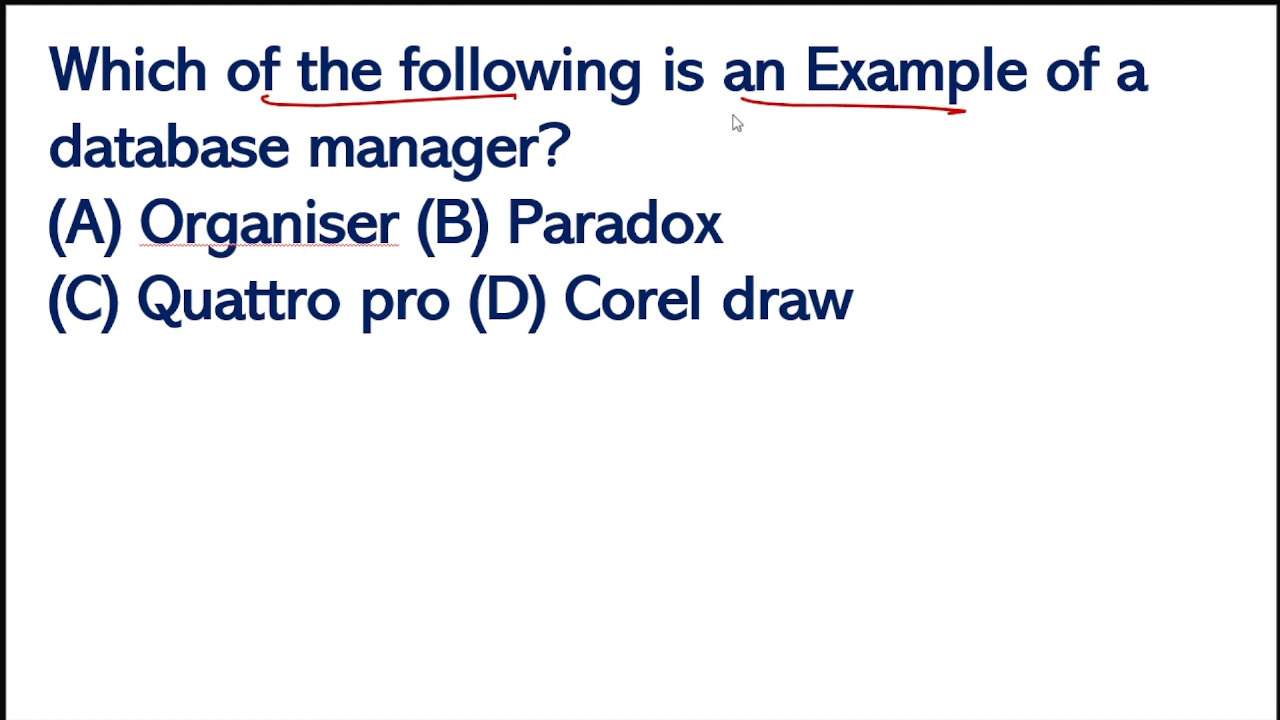 Which of the following is an Example of a
database manager?
(A) Organiser (B) Paradox
(C) Quattro pro (D) Corel draw